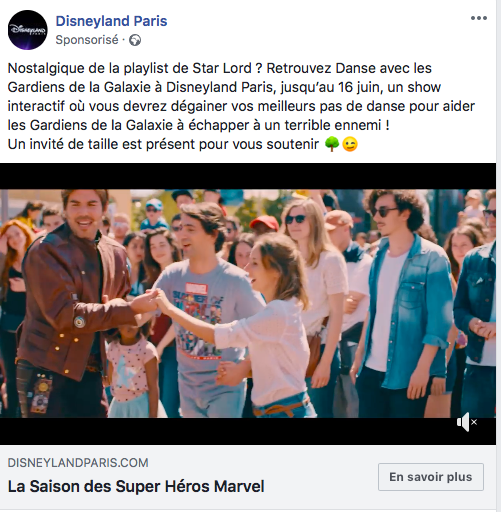 Disneyland Paris
Sponsorisé ·
Nostalgique de la playlist de Star Lord ? Retrouvez Danse avec les
Gardiens de la Galaxie à Disneyland Paris, jusqu'au 16 juin, un show
interactif où vous devrez dégainer vos meilleurs pas de danse pour aider
les Gardiens de la Galaxie à échapper à un terrible ennemi !
Un invité de taille est présent pour vous soutenir 🌳😉
MARVEL
DISNEYLANDPARIS.COM
La Saison des Super Héros Marvel
En savoir plus